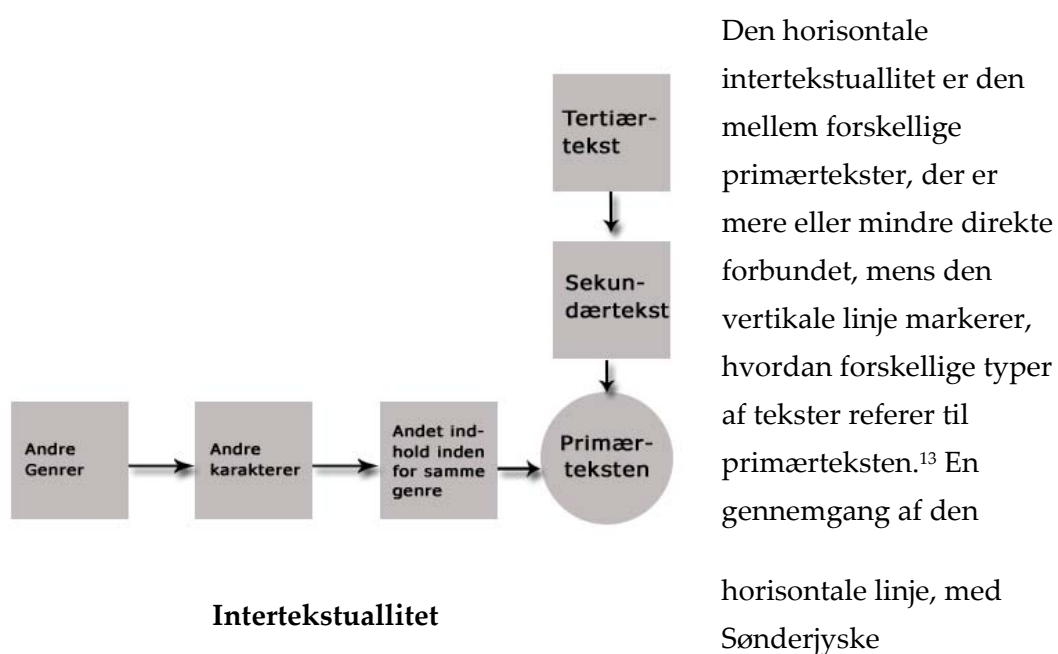 Tertiær-
tekst
Sekun-
dærtekst
Andre
Genrer
Andre
karakterer
Andet ind-
hold inden
for samme
genre
Primær-
teksten
Intertekstuallitet
Den horisontale
intertekstuallitet er den
mellem forskellige
primærtekster, der er
mere eller mindre direkte
forbundet, mens den
vertikale linje markerer,
hvordan forskellige typer
af tekster referer til
primærteksten.¹³ En
gennemgang af den
horisontale linje, med
Sønderjyske